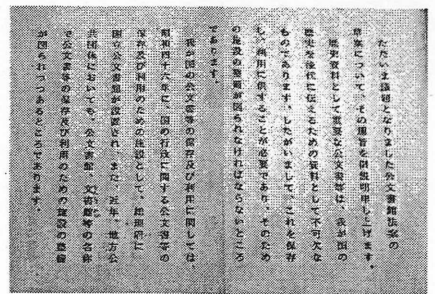 ただいま議題となりました公文書館法案の
草案について、その趣旨を御説明申し上げます。
歴史資料として重要な公文書等は、我が国の
歴史を後代に伝えるための資料として不可欠な
ものであります。したがいまして、これを保存
し、利用に供することが必要であり、そのため
の施設の整備が図られなければならないところ
であります。
我が国の公文書等の保存及び利用に関しては、
昭和四十六年に、国の行政に関する公文書等の
保存及び利用のための施設として、総理府に
国立公文書館が設置され、また、近年、地方公
共団体においても、公文書館、文書館等の名称
で公文書等の保存及び利用のための施設の整備
が図られつつあるところであります。